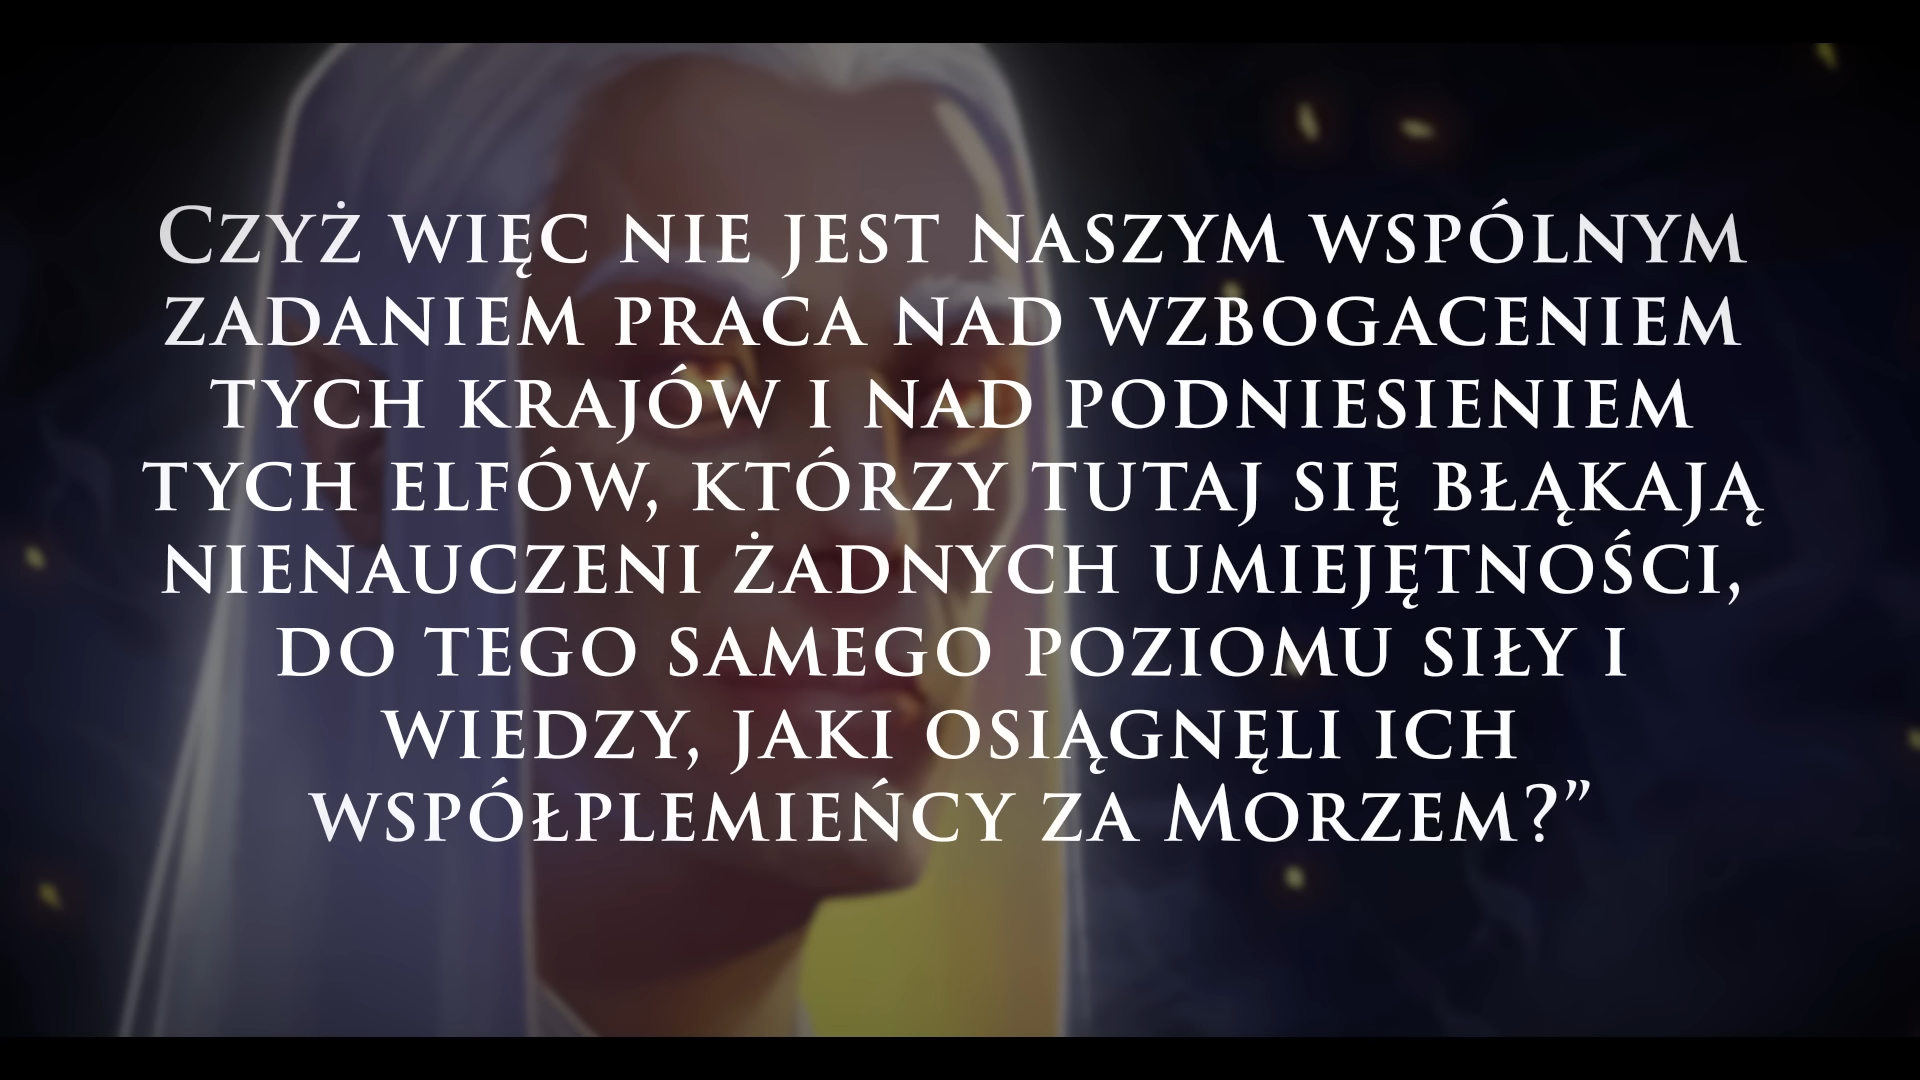 Czyż więc nie jest naszym wspólnym
zadaniem praca nad wzbogaceniem
tych krajów i nad podniesieniem
tych elfów, którzy tutaj się błąkają
nienauczeni żadnych umiejętności,
do tego samego poziomu siły i
wiedzy, jaki osiągnęli ich
współplemieńcy za Morzem?”